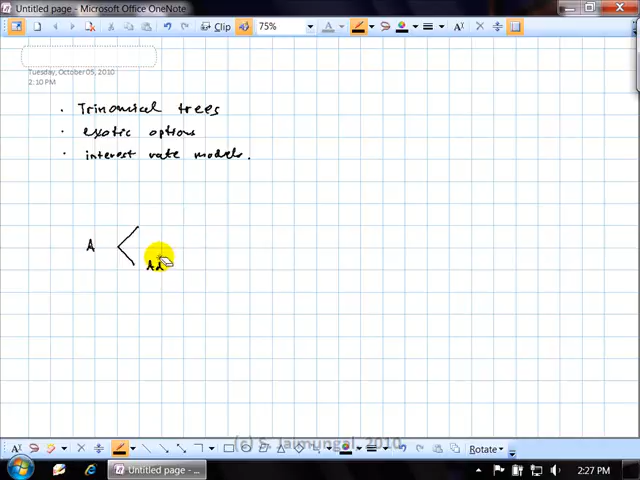 Untitled page - Microsoft Office OneNote
Clip
75%
Tuesday, October 05, 2010
2:10 PM
· Trinomial trees
· exotic options
· interest rate models.
A
Ad
(c) S. Jaimungal, 2010
Rotate
Untitled page - ...
2:27 PM